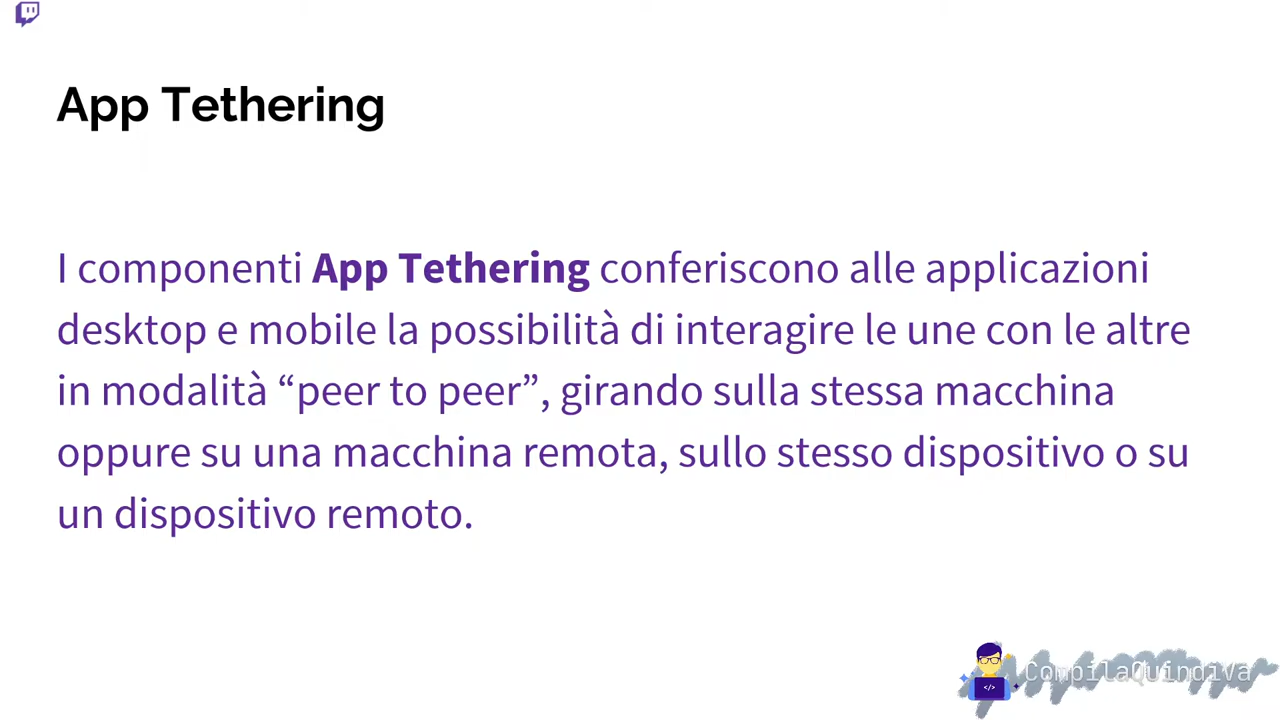 App Tethering
I componenti App Tethering conferiscono alle applicazioni
desktop e mobile la possibilità di interagire le une con le altre
in modalità “peer to peer”, girando sulla stessa macchina
oppure su una macchina remota, sullo stesso dispositivo o su
un dispositivo remoto.
</>
CompilaQuindiVa